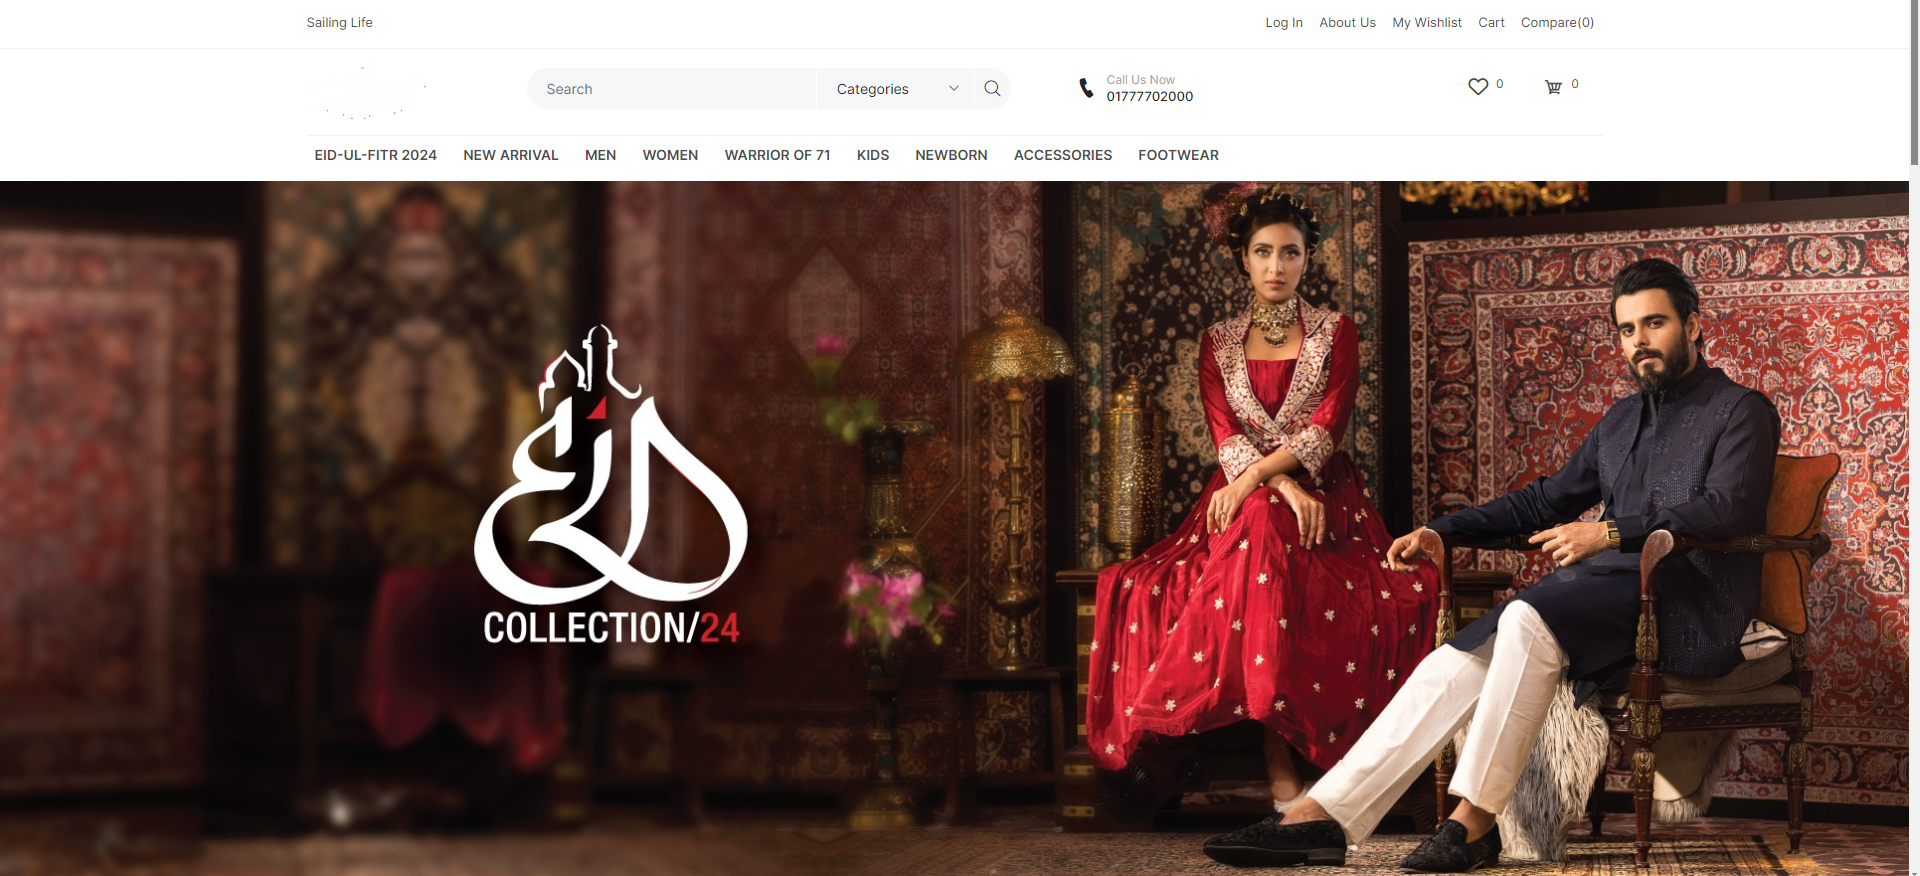 Sailing Life
Log In About Us My Wishlist Cart Compare(0)
Search Categories
Call Us Now
01777702000
0 0
EID-UL-FITR 2024 NEW ARRIVAL MEN WOMEN WARRIOR OF 71 KIDS NEWBORN ACCESSORIES FOOTWEAR
ঈদ
COLLECTION/24